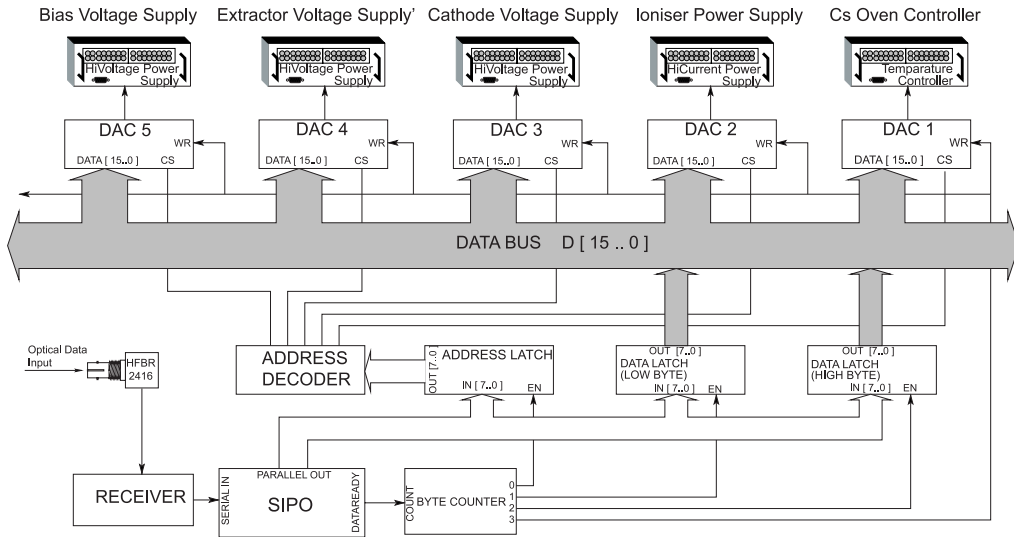 Bias Voltage Supply
Extractor Voltage Supply'
Cathode Voltage Supply
Ioniser Power Supply
Cs Oven Controller
HiVoltage Power
Supply
HiVoltage Power
Supply
HiVoltage Power
Supply
HiCurrent Power
Supply
Temparature
Controller
DAC 5
WR
DATA [ 15..0 ]
CS
DAC 4
WR
DATA [ 15..0 ]
CS
DAC 3
WR
DATA [ 15..0 ]
CS
DAC 2
WR
DATA [ 15..0 ]
CS
DAC 1
WR
DATA [ 15..0 ]
CS
DATA BUS D [ 15 .. 0 ]
Optical Data
Input
HFBR
2416
ADDRESS
DECODER
OUT [7..0]
ADDRESS LATCH
IN [ 7..0 ]
EN
OUT [7..0]
DATA LATCH
(LOW BYTE)
IN [ 7..0 ]
EN
OUT [7..0]
DATA LATCH
(HIGH BYTE)
IN [ 7..0 ]
EN
RECEIVER
SERIAL IN
PARALLEL OUT
SIPO
DATAREADY
COUNT
BYTE COUNTER
0
1
2
3